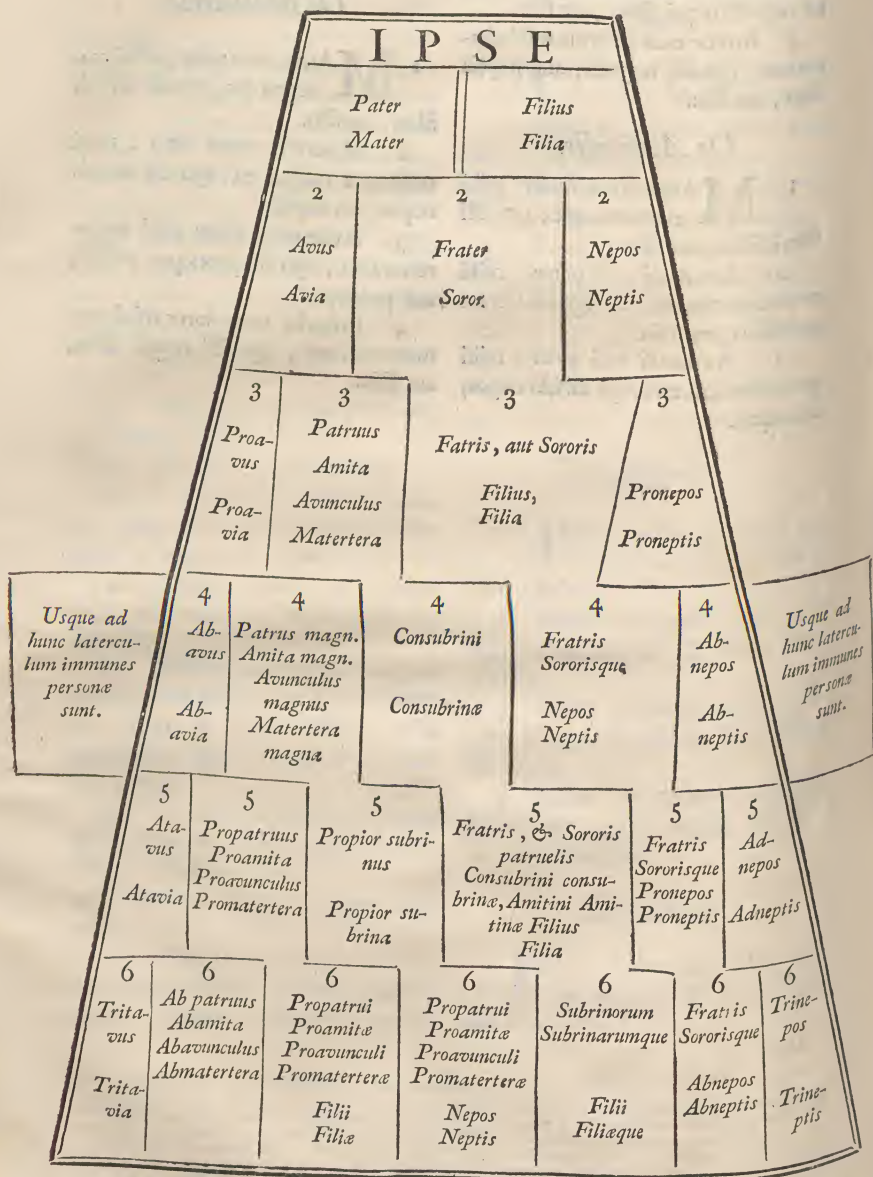 IPSE
Pater
Mater
Filius
Filia
2
Avus
Avia
2
Frater
Soror.
2
Nepos
Neptis
3
Proa-
vus
Proa-
via
3
Patruus
Amita
Avunculus
Matertera
3
Fatris, aut Sororis
Filius,
Filia
3
Pronepos
Proneptis
Usque ad
hunc latercu-
lum immunes
personæ
sunt.
4
Ab-
avus
Ab-
avia
4
Patrus magn.
Amita magn.
Avunculus
magnus
Matertera
magna
4
Consubrini
Consubrinæ
4
Fratris
Sororisque
Nepos
Neptis
4
Ab-
nepos
Ab-
neptis
Usque ad
hunc latercu-
lum immunes
personæ
sunt.
5
Ata-
vus
Atavia
5
Propatruus
Proamita
Proavunculus
Promatertera
5
Propior subri-
nus
Propior su-
brina
5
Fratris, & Sororis
patruelis
Consubrini consu-
brinæ, Amitini Ami-
tinæ Filius
Filia
5
Fratris
Sororisque
Pronepos
Proneptis
5
Ad-
nepos
Adneptis
6
Trita-
vus
Trita-
via
6
Ab patruus
Abamita
Abavunculus
Abmatertera
6
Propatrui
Proamitæ
Proavunculi
Promaterteræ
Filii
Filiæ
6
Propatrui
Proamitæ
Proavunculi
Promaterteræ
Nepos
Neptis
6
Subrinorum
Subrinarumque
Filii
Filiæque
6
Fratris
Sororisque
Abnepos
Abneptis
6
Trine-
pos
Trine-
ptis